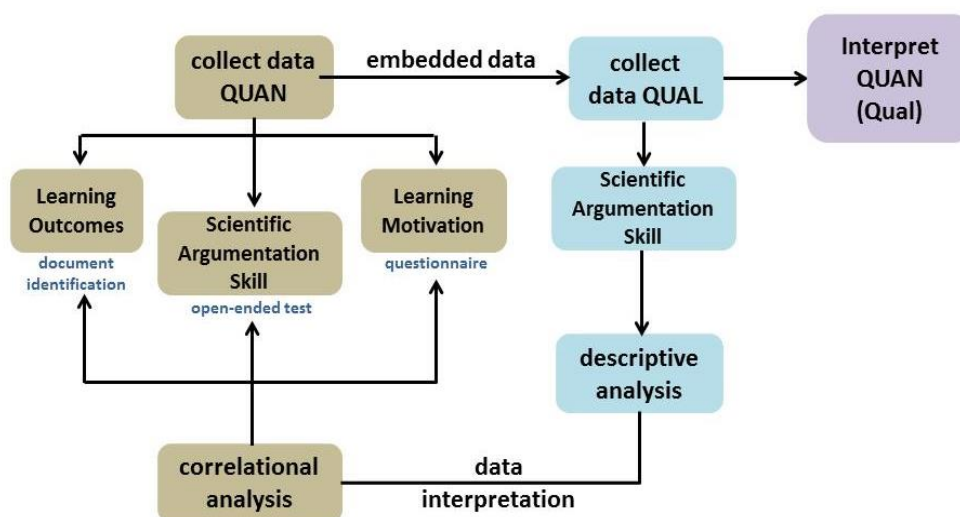 collect data
QUAN
embedded data
collect
data QUAL
Interpret
QUAN
(Qual)
Learning
Outcomes
document
identification
Scientific
Argumentation
Skill
open-ended test
Learning
Motivation
questionnaire
Scientific
Argumentation
Skill
descriptive
analysis
correlational
analysis
data
interpretation